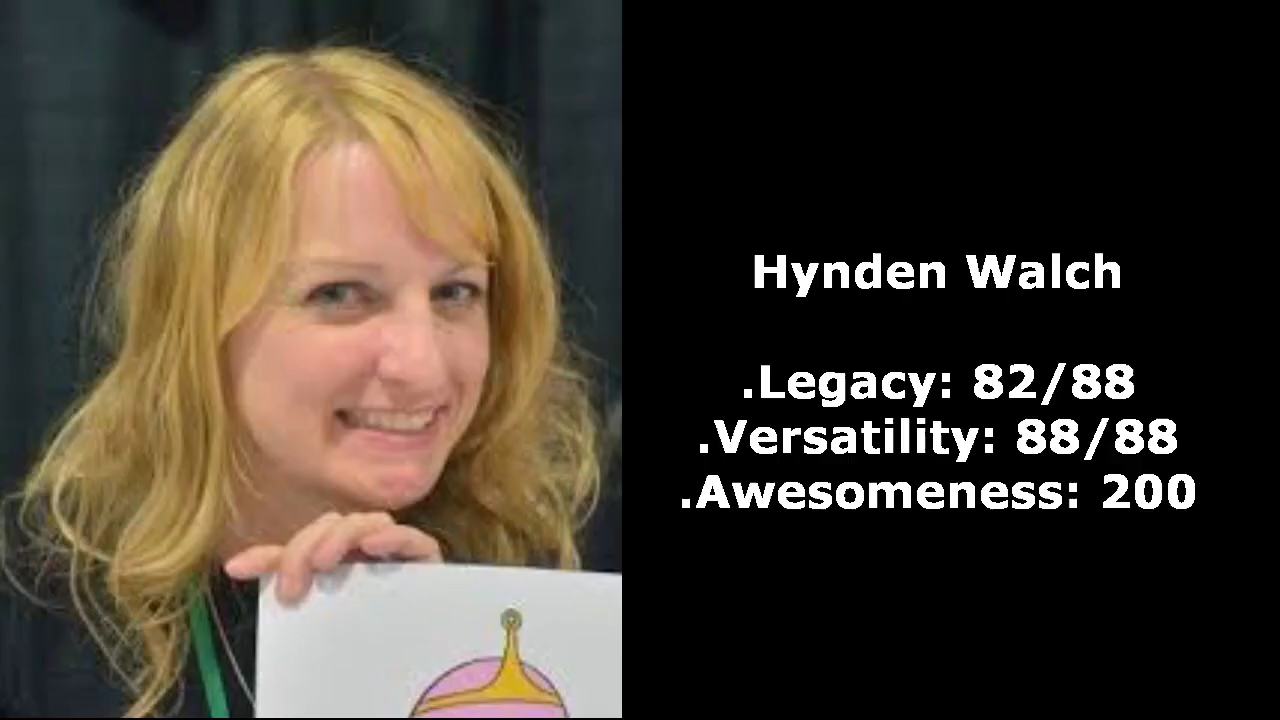 Hynden Walch
.Legacy: 82/88
.Versatility: 88/88
.Awesomeness: 200